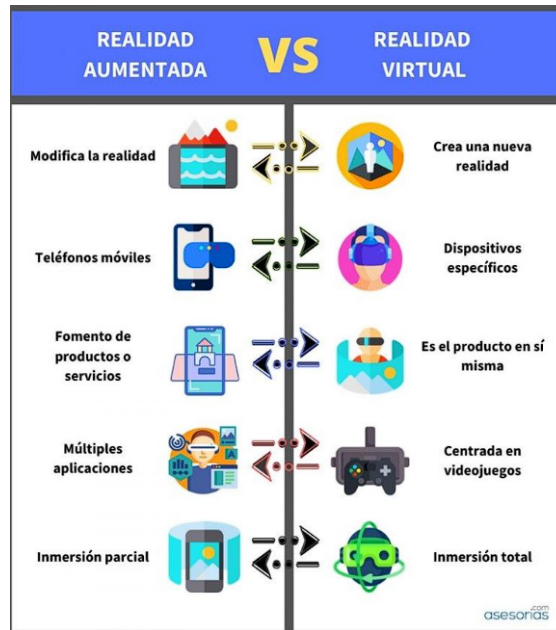 REALIDAD
AUMENTADA
VS
REALIDAD
VIRTUAL
Modifica la realidad
Crea una nueva
realidad
Teléfonos móviles
Dispositivos
específicos
Fomento de
productos o
servicios
Es el producto en sí
misma
Múltiples
aplicaciones
Centrada en
videojuegos
Inmersión parcial
Inmersión total
asesorias.com